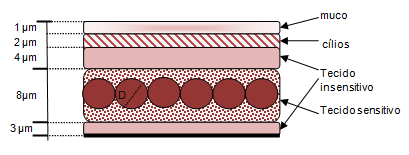 1 µm
muco
2 µm
cílios
4 µm
Tecido
insensitivo
8µm
D
Tecido sensitivo
3 µm